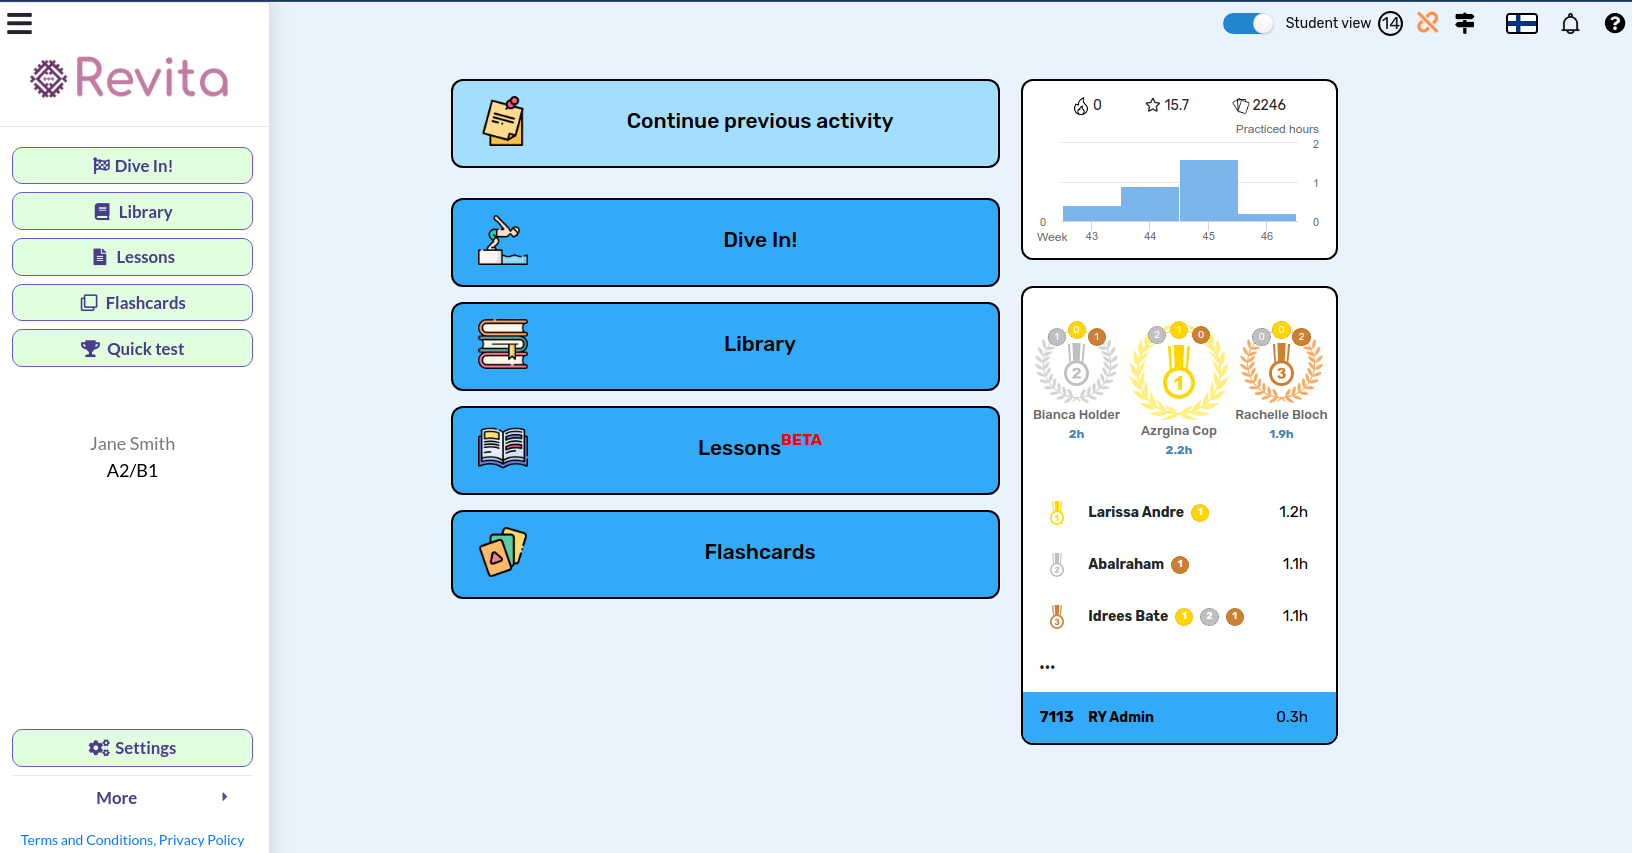 Revita
Dive In!
Library
Lessons
Flashcards
Quick test
Jane Smith
A2/B1
Settings
More
Terms and Conditions, Privacy Policy
Student view 14
Continue previous activity
Dive In!
Library
Lessons BETA
Flashcards
0 15.7 2246
Practiced hours
2
1
0 0
Week 43 44 45 46
1 0 1
2
Bianca Holder
2h
2 1 0
1
Azrgina Cop
2.2h
0 0 2
3
Rachelle Bloch
1.9h
1 Larissa Andre 1 1.2h
2 Abalraham 1 1.1h
3 Idrees Bate 1 2 1 1.1h
...
7113 RY Admin 0.3h